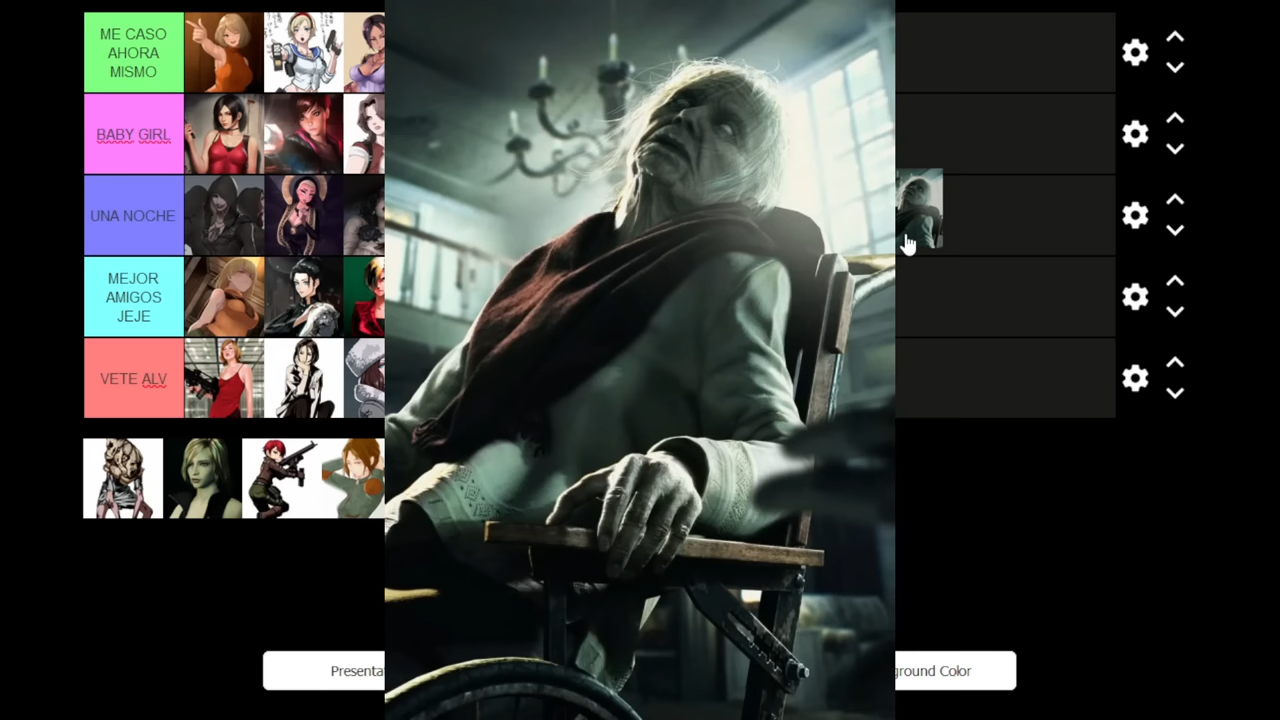 ME CASO
AHORA
MISMO
BABY GIRL
UNA NOCHE
MEJOR
AMIGOS
JEJE
VETE ALV
Presenta
ground Color